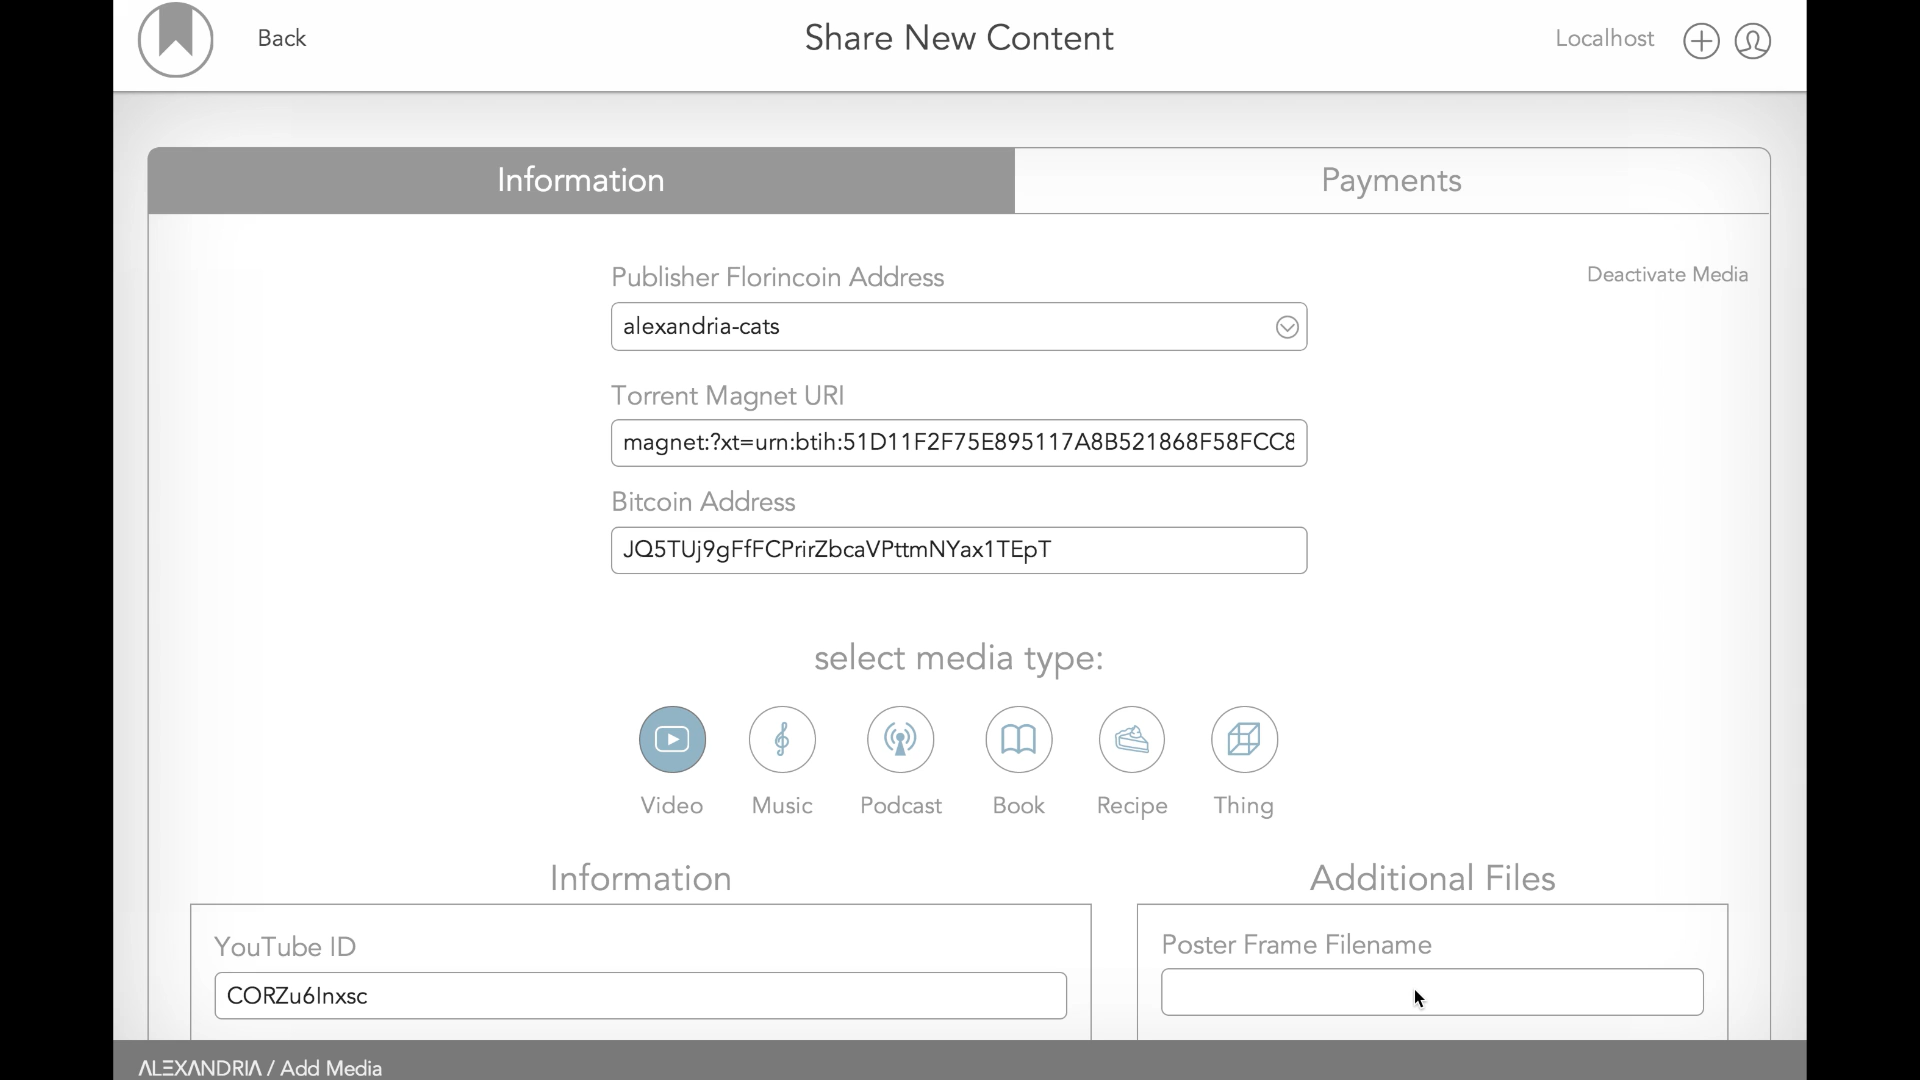 Back
Share New Content
Localhost
Information
Payments
Publisher Florincoin Address
Deactivate Media
alexandria-cats
Torrent Magnet URI
magnet:?xt=urn:btih:51D11F2F75E895117A8B521868F58FCC8
Bitcoin Address
JQ5TUj9gFfFCPrirZbcaVPttmNYax1TEpT
select media type:
Video
Music
Podcast
Book
Recipe
Thing
Information
Additional Files
YouTube ID
Poster Frame Filename
CORZu6Inxsc
ALEXANDRIA / Add Media